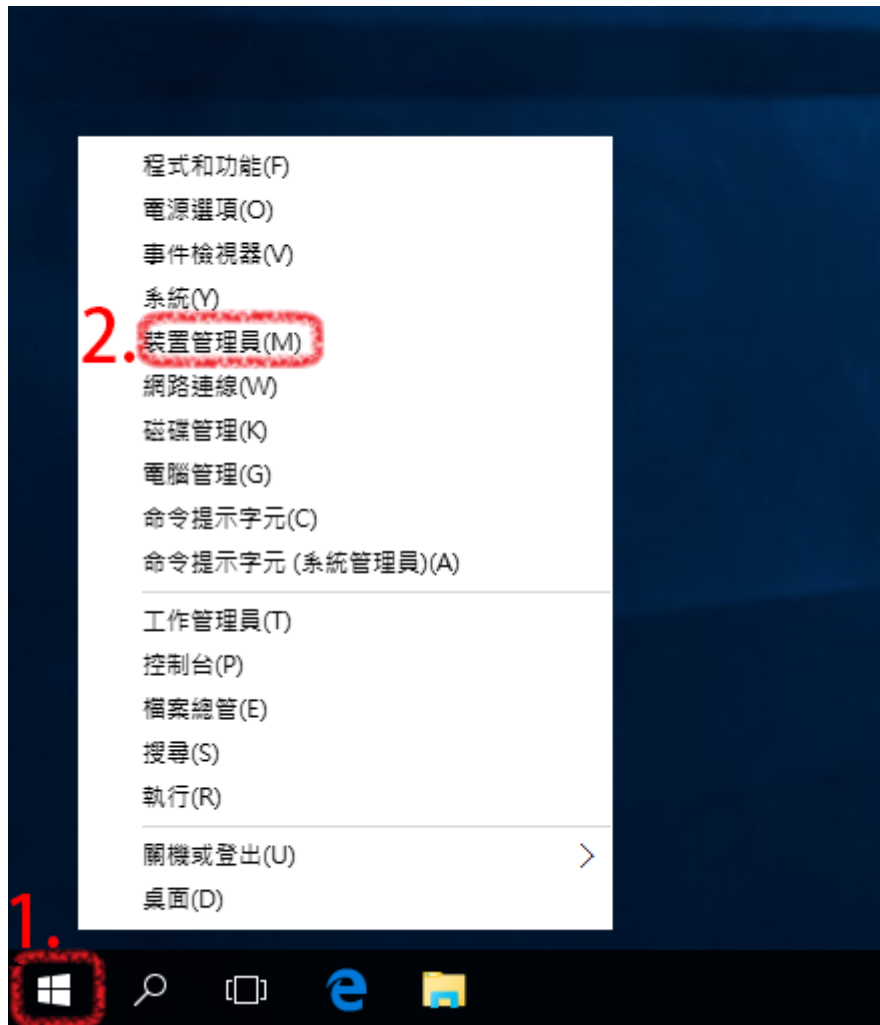 程式和功能(F)
電源選項(O)
事件檢視器(V)
系統(Y)
2.
裝置管理員(M)
網路連線(W)
磁碟管理(K)
電腦管理(G)
命令提示字元(C)
命令提示字元 (系統管理員)(A)
工作管理員(T)
控制台(P)
檔案總管(E)
搜尋(S)
執行(R)
關機或登出(U)
桌面(D)
1.